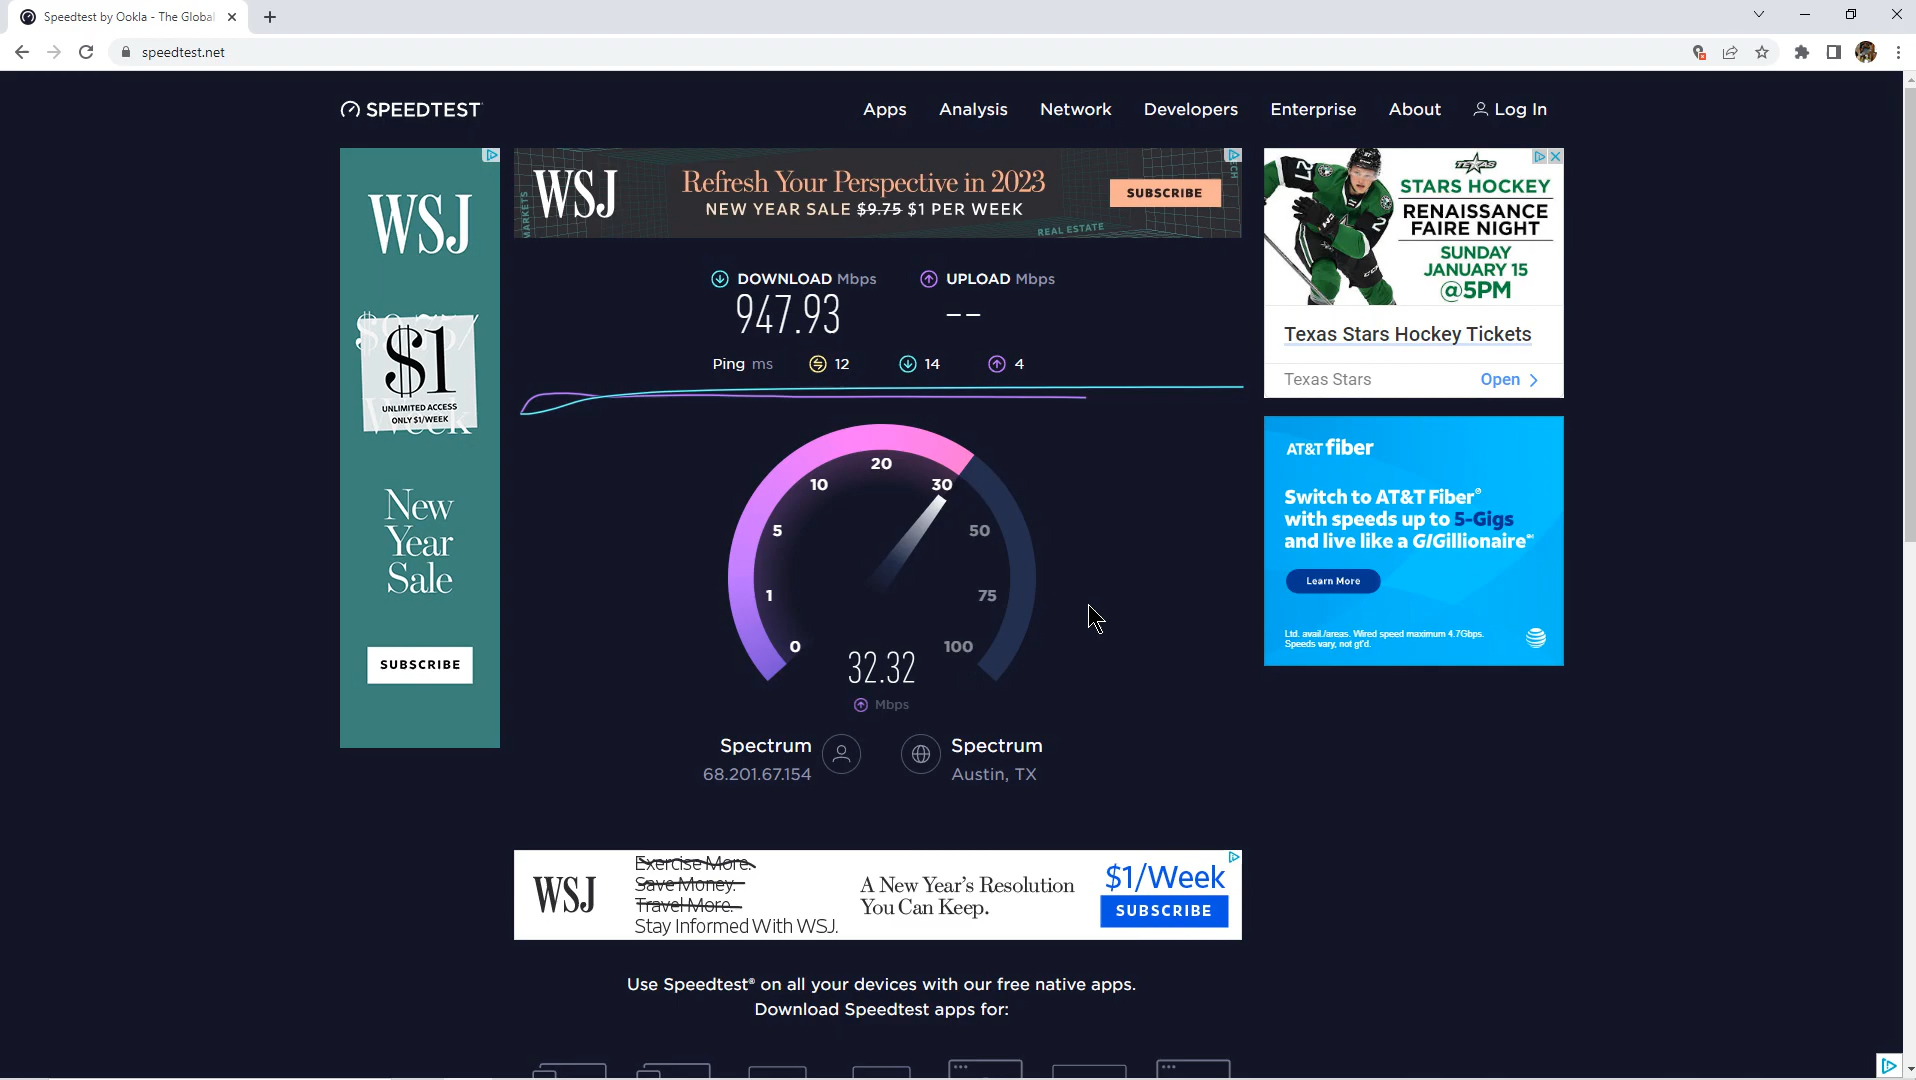 Speedtest by Ookla - The Global
speedtest.net
SPEEDTEST
Apps
Analysis
Network
Developers
Enterprise
About
Log In
WSJ
$1
UNLIMITED ACCESS
ONLY $1/WEEK
Week
New
Year
Sale
SUBSCRIBE
MARKETS
WSJ
Refresh Your Perspective in 2023
NEW YEAR SALE $9.75 $1 PER WEEK
REAL ESTATE
SUBSCRIBE
DOWNLOAD Mbps
947.93
UPLOAD Mbps
--
Ping ms
12
14
4
0
1
5
10
20
30
50
75
100
32.32
Mbps
Spectrum
68.201.67.154
Spectrum
Austin, TX
TEXAS
STARS HOCKEY
RENAISSANCE
FAIRE NIGHT
SUNDAY
JANUARY 15
@5PM
Texas Stars Hockey Tickets
Texas Stars
Open
AT&T fiber
Switch to AT&T Fiber®
with speeds up to 5-Gigs
and live like a GIGillionaire℠
Learn More
Ltd. avail./areas. Wired speed maximum 4.7Gbps.
Speeds vary, not gt'd.
WSJ
Exercise More.
Save Money.
Travel More.
Stay Informed With WSJ.
A New Year's Resolution
You Can Keep.
$1/Week
SUBSCRIBE
Use Speedtest® on all your devices with our free native apps.
Download Speedtest apps for: